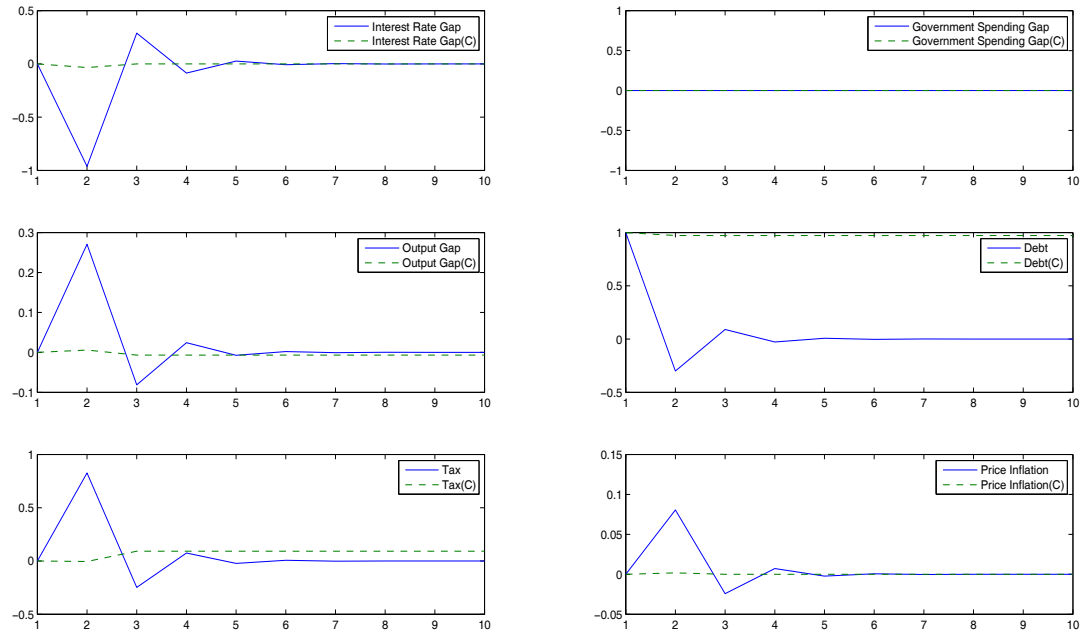 0.5
0
−0.5
−1
1 2 3 4 5 6 7 8 9 10
Interest Rate Gap
Interest Rate Gap(C)
1
0.5
0
−0.5
−1
1 2 3 4 5 6 7 8 9 10
Government Spending Gap
Government Spending Gap(C)
0.3
0.2
0.1
0
−0.1
1 2 3 4 5 6 7 8 9 10
Output Gap
Output Gap(C)
1
0.5
0
−0.5
1 2 3 4 5 6 7 8 9 10
Debt
Debt(C)
1
0.5
0
−0.5
1 2 3 4 5 6 7 8 9 10
Tax
Tax(C)
0.15
0.1
0.05
0
−0.05
1 2 3 4 5 6 7 8 9 10
Price Inflation
Price Inflation(C)